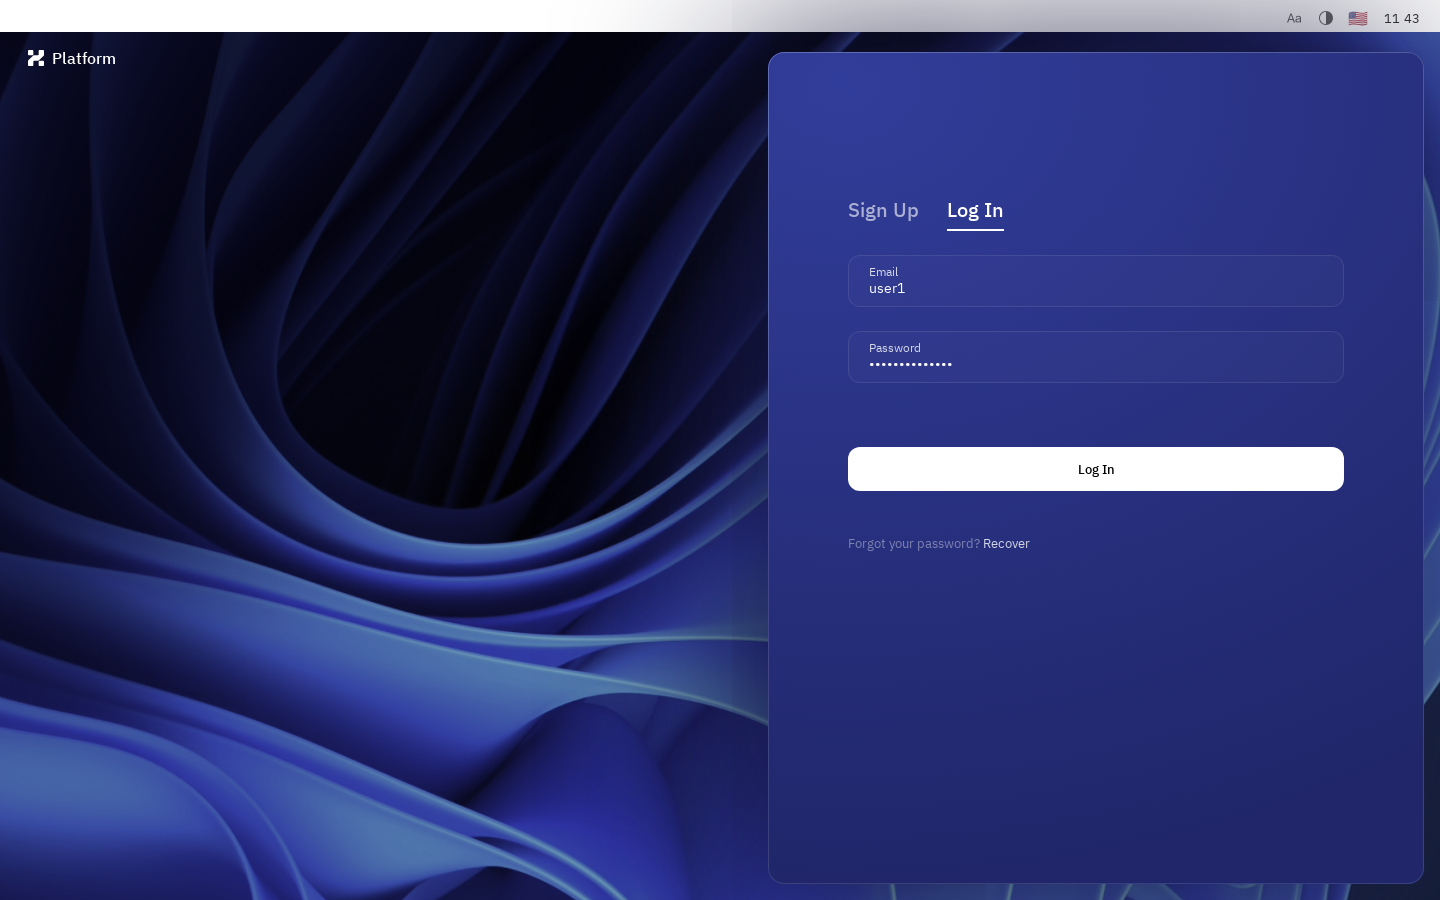 Aa 11 43
Platform
Sign Up Log In
Email
user1
Password
••••••••••••••
Log In
Forgot your password? Recover